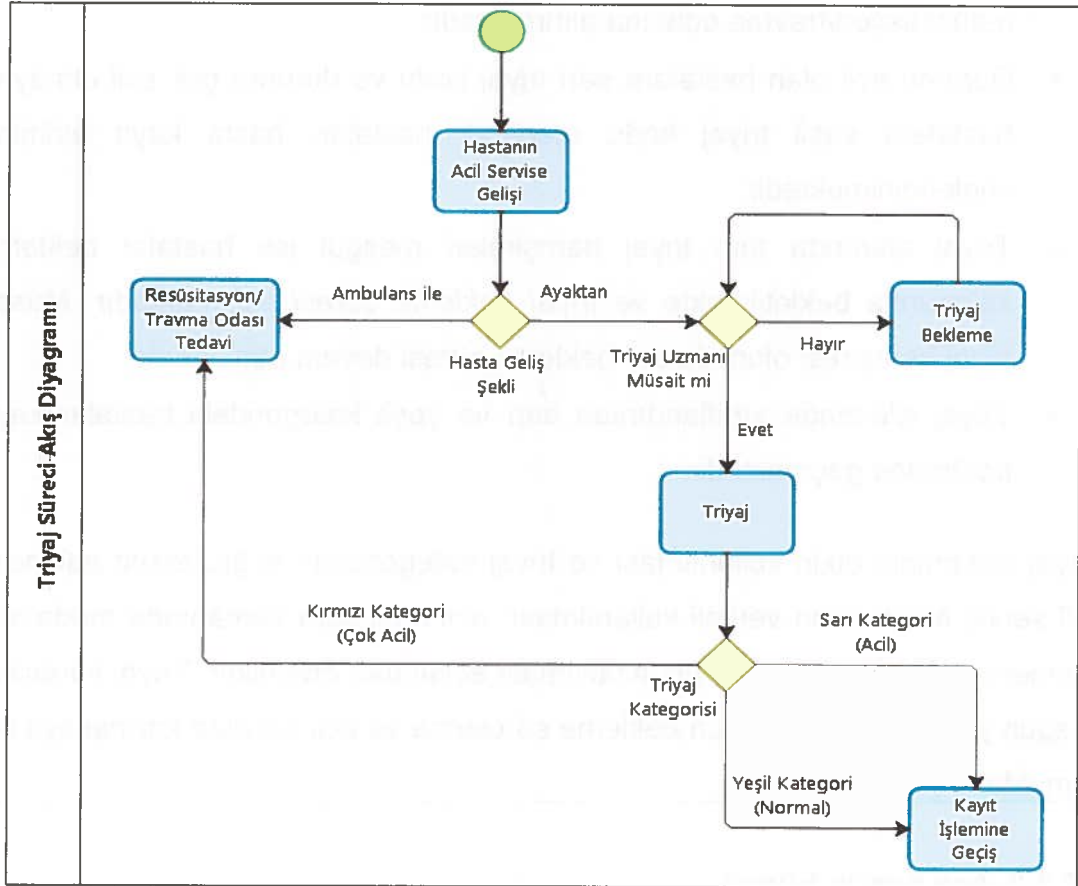 Triyaj Süreci Akış Diyagramı
Hastanın
Acil Servise
Gelişi
Resüsitasyon/
Travma Odası
Tedavi
Ambulans ile
Ayaktan
Hasta Geliş
Şekli
Triyaj Uzmanı
Müsait mi
Hayır
Triyaj
Bekleme
Evet
Triyaj
Kırmızı Kategori
(Çok Acil)
Sarı Kategori
(Acil)
Triyaj
Kategorisi
Yeşil Kategori
(Normal)
Kayıt
İşlemine
Geçiş